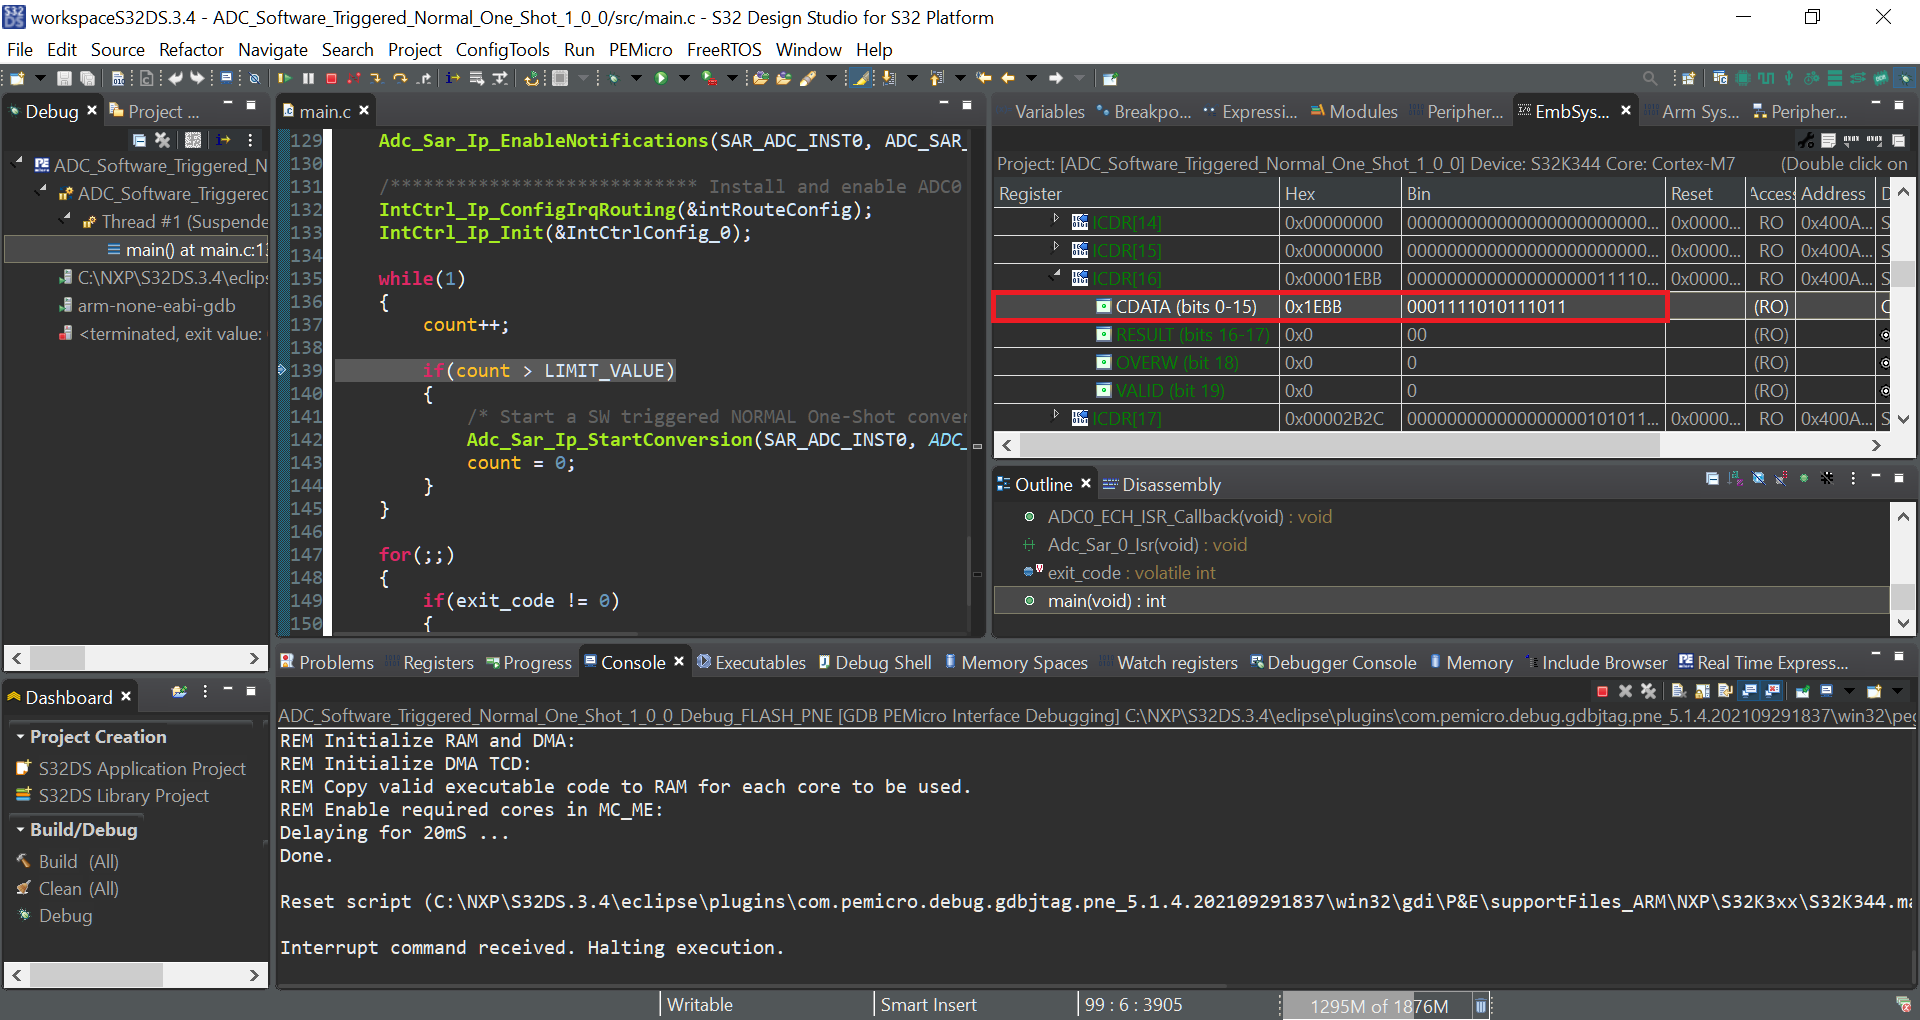 workspaceS32DS.3.4 - ADC_Software_Triggered_Normal_One_Shot_1_0_0/src/main.c - S32 Design Studio for S32 Platform
File Edit Source Refactor Navigate Search Project ConfigTools Run PEMicro FreeRTOS Window Help
Debug
Project ...
ADC_Software_Triggered_N
ADC_Software_Triggered
Thread #1 (Suspende
main() at main.c:13
C:\NXP\S32DS.3.4\eclips
arm-none-eabi-gdb
<terminated, exit value:
main.c
129 Adc_Sar_Ip_EnableNotifications(SAR_ADC_INST0, ADC_SAR_
130
131 /**************************** Install and enable ADC0
132 IntCtrl_Ip_ConfigIrqRouting(&intRouteConfig);
133 IntCtrl_Ip_Init(&IntCtrlConfig_0);
134
135 while(1)
136 {
137 count++;
138
139 if(count > LIMIT_VALUE)
140 {
141 /* Start a SW triggered NORMAL One-Shot conver
142 Adc_Sar_Ip_StartConversion(SAR_ADC_INST0, ADC_
143 count = 0;
144 }
145 }
146
147 for(;;)
148 {
149 if(exit_code != 0)
150 {
Variables Breakpo... Expressi... Modules Peripher... EmbSys... Arm Sys... Peripher...
Project: [ADC_Software_Triggered_Normal_One_Shot_1_0_0] Device: S32K344 Core: Cortex-M7 (Double click on
Register Hex Bin Reset Acces Address D
ICDR[14] 0x00000000 00000000000000000000000... 0x0000... RO 0x400A... S
ICDR[15] 0x00000000 00000000000000000000000... 0x0000... RO 0x400A... S
ICDR[16] 0x00001EBB 00000000000000000011110... 0x0000... RO 0x400A... S
CDATA (bits 0-15) 0x1EBB 0001111010111011 (RO) C
RESULT (bits 16-17) 0x0 00 (RO)
OVERW (bit 18) 0x0 0 (RO)
VALID (bit 19) 0x0 0 (RO)
ICDR[17] 0x00002B2C 00000000000000000101011... 0x0000... RO 0x400A... S
Outline Disassembly
ADC0_ECH_ISR_Callback(void) : void
Adc_Sar_0_Isr(void) : void
exit_code : volatile int
main(void) : int
Dashboard
Project Creation
S32DS Application Project
S32DS Library Project
Build/Debug
Build (All)
Clean (All)
Debug
Problems Registers Progress Console Executables Debug Shell Memory Spaces Watch registers Debugger Console Memory Include Browser Real Time Express...
ADC_Software_Triggered_Normal_One_Shot_1_0_0_Debug_FLASH_PNE [GDB PEMicro Interface Debugging] C:\NXP\S32DS.3.4\eclipse\plugins\com.pemicro.debug.gdbjtag.pne_5.1.4.202109291837\win32\peg
REM Initialize RAM and DMA:
REM Initialize DMA TCD:
REM Copy valid executable code to RAM for each core to be used.
REM Enable required cores in MC_ME:
Delaying for 20mS ...
Done.
Reset script (C:\NXP\S32DS.3.4\eclipse\plugins\com.pemicro.debug.gdbjtag.pne_5.1.4.202109291837\win32\gdi\P&E\supportFiles_ARM\NXP\S32K3xx\S32K344.ma
Interrupt command received. Halting execution.
Writable Smart Insert 99 : 6 : 3905 1295M of 1876M